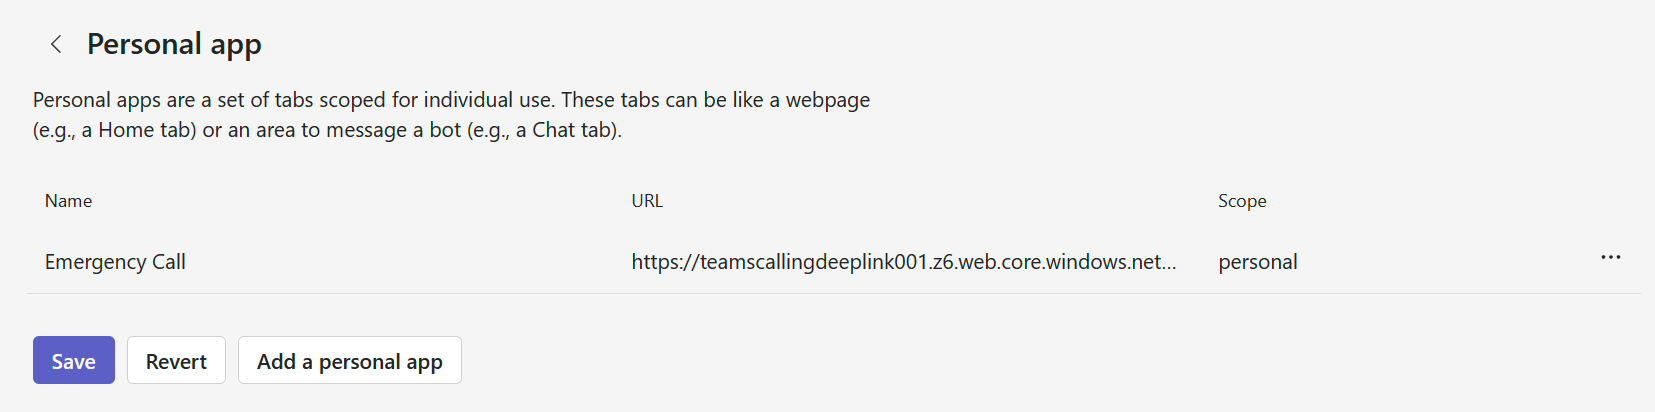 Personal app
Personal apps are a set of tabs scoped for individual use. These tabs can be like a webpage
(e.g., a Home tab) or an area to message a bot (e.g., a Chat tab).
Name URL Scope
Emergency Call https://teamscallingdeeplink001.z6.web.core.windows.net... personal
Save Revert Add a personal app